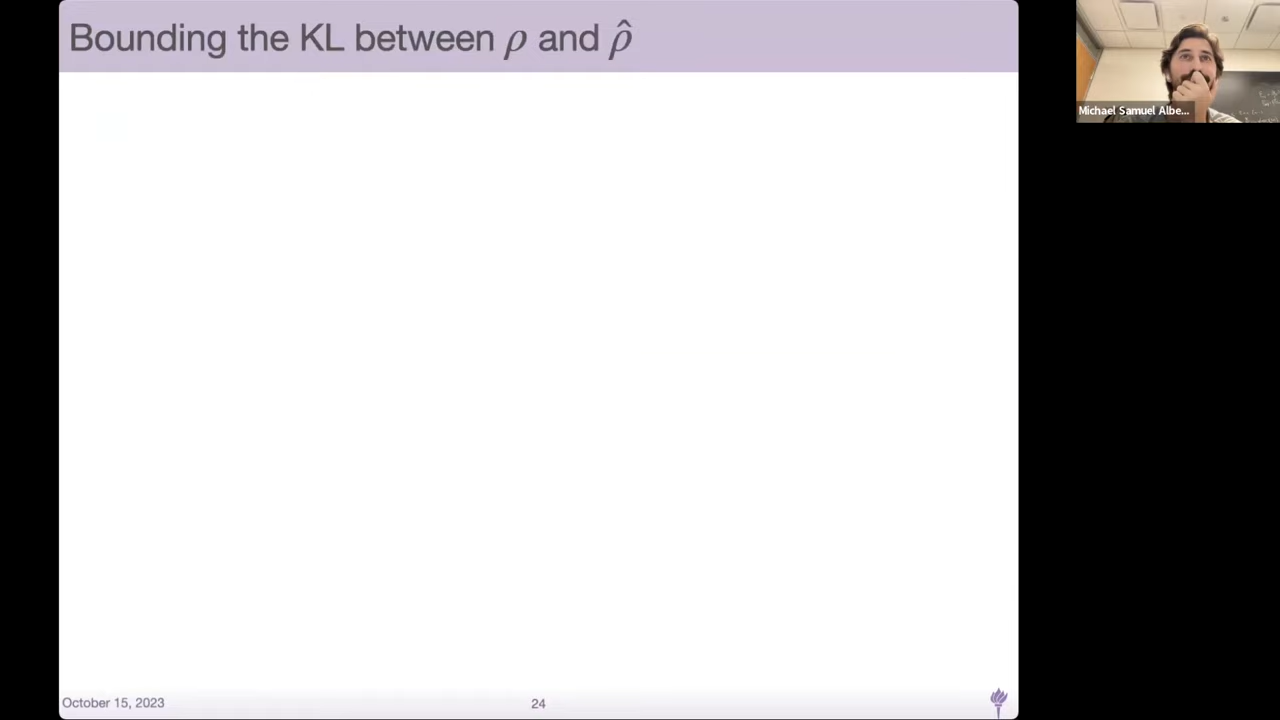 Bounding the KL between ρ and ρ̂
Michael Samuel Albe...
October 15, 2023
24